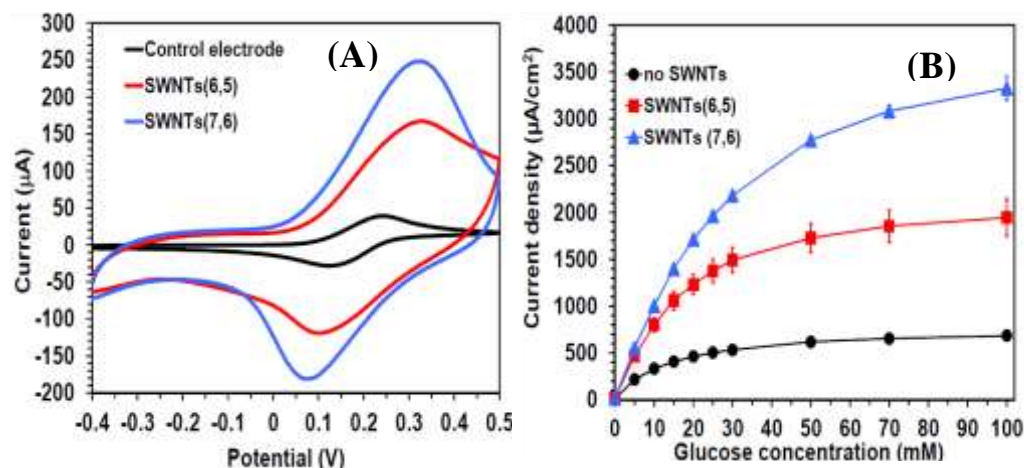 300
250
200
150
100
50
0
-50
-100
-150
-200
Current (µA)
Control electrode
SWNTs(6,5)
SWNTs(7,6)
(A)
-0.4 -0.3 -0.2 -0.1 0 0.1 0.2 0.3 0.4 0.5
Potential (V)
4000
3500
3000
2500
2000
1500
1000
500
0
Current density (µA/cm²)
no SWNTs
SWNTs(6,5)
SWNTs (7,6)
(B)
0 10 20 30 40 50 60 70 80 90 100
Glucose concentration (mM)